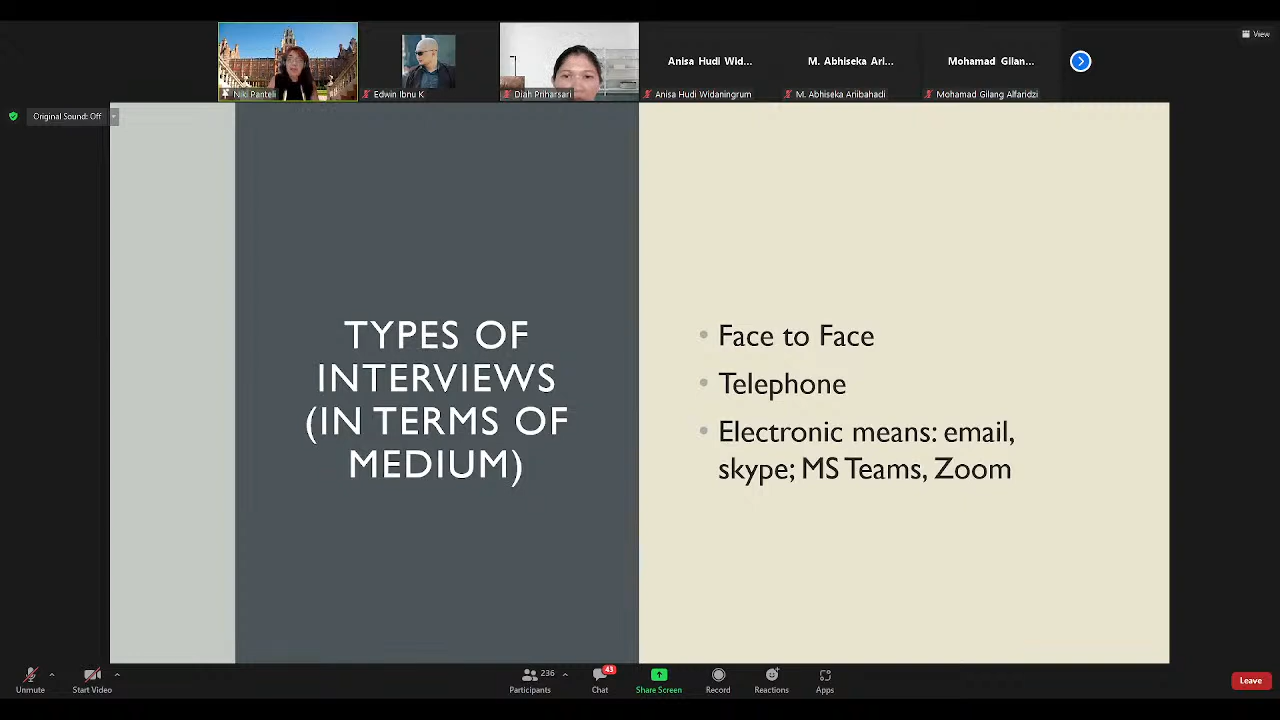 View
Anisa Hudi Wid...
M. Abhiseka Ari...
Mohamad Gilan...
Niki Panteli
Edwin Ibnu K
Diah Priharsari
Anisa Hudi Widaningrum
M. Abhiseka Ariibahadi
Mohamad Gilang Alfaridzi
Original Sound: Off
TYPES OF
INTERVIEWS
(IN TERMS OF
MEDIUM)
• Face to Face
• Telephone
• Electronic means: email,
skype; MS Teams, Zoom
Unmute
Start Video
236
Participants
43
Chat
Share Screen
Record
Reactions
Apps
Leave